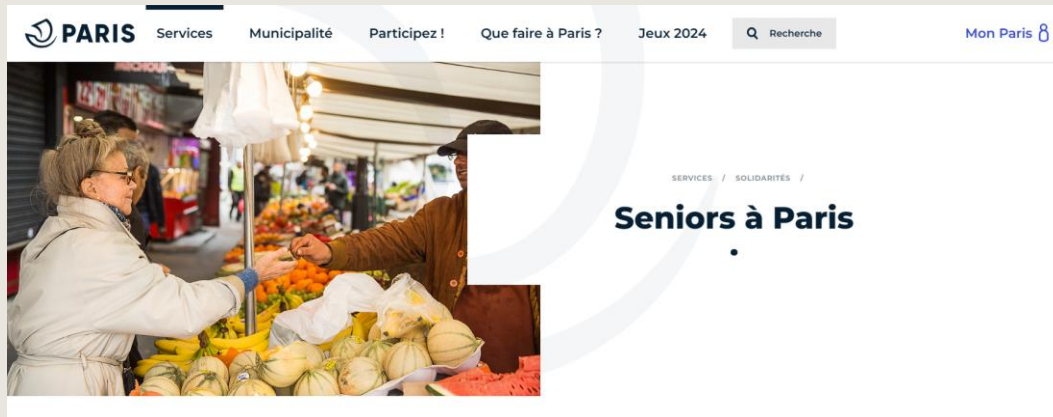 PARIS Services Municipalité Participez ! Que faire à Paris ? Jeux 2024 Recherche Mon Paris
SERVICES / SOLIDARITÉS /
Seniors à Paris